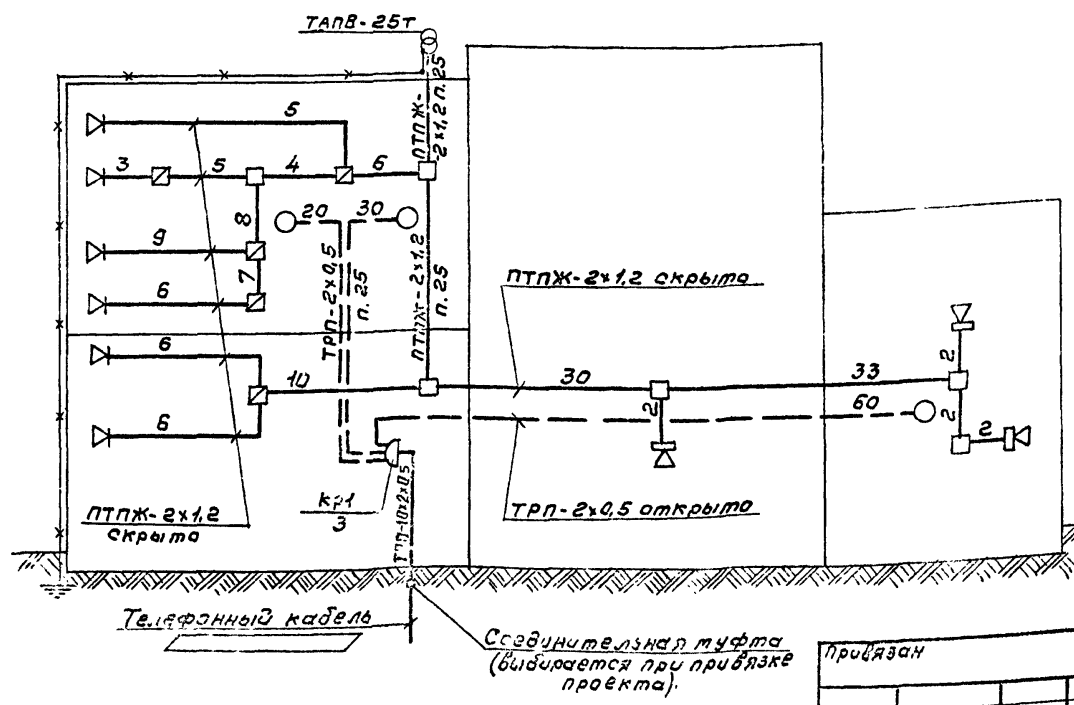 ТАПВ-25Т
5
ПТПЖ-
2х1,2 п.25
3
5
4
6
8
20
30
9
7
6
ТРП-2х0,5
п.25
ПТПЖ-2х1,2
п.25
ПТПЖ-2х1,2 скрыто
6
10
30
33
2
2
60
2
2
6
ПТПЖ-2х1,2
скрыто
кр1
3
ТПП-10х2х0,5
ТРП-2х0,5 открыто
Телефонный кабель
Соединительная муфта
(выбирается при привязке
проекта).
Привязан